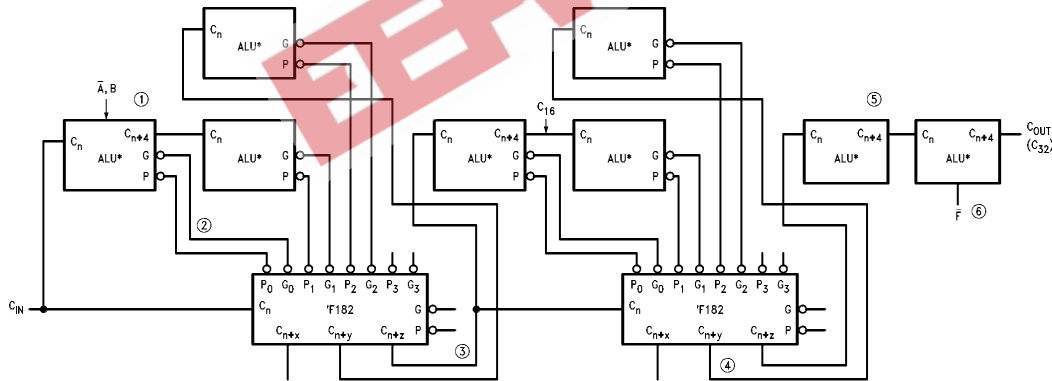 Cn
ALU*
G
P
Cn
ALU*
G
P
Ā, B
①
Cn
Cn+4
ALU*
G
P
Cn
ALU*
G
P
C16
Cn
Cn+4
ALU*
G
P
Cn
ALU*
G
P
⑤
Cn
Cn+4
ALU*
Cn
Cn+4
ALU*
COUT
(C32)
F̄
⑥
②
CIN
P0 G0 P1 G1 P2 G2 P3 G3
Cn
'F182
G
P
Cn+x Cn+y Cn+z
③
P0 G0 P1 G1 P2 G2 P3 G3
Cn
'F182
G
P
Cn+x Cn+y Cn+z
④